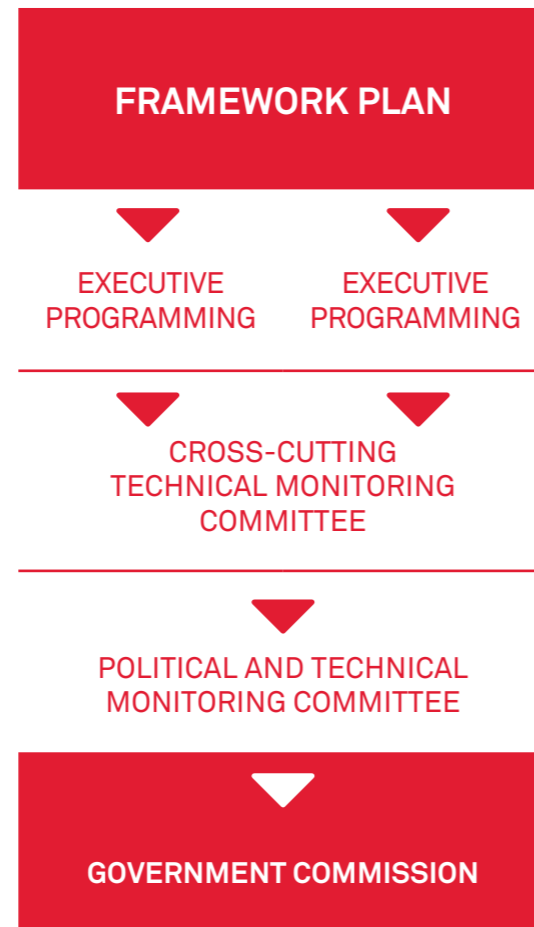 FRAMEWORK PLAN
EXECUTIVE
PROGRAMMING
EXECUTIVE
PROGRAMMING
CROSS-CUTTING
TECHNICAL MONITORING
COMMITTEE
POLITICAL AND TECHNICAL
MONITORING COMMITTEE
GOVERNMENT COMMISSION